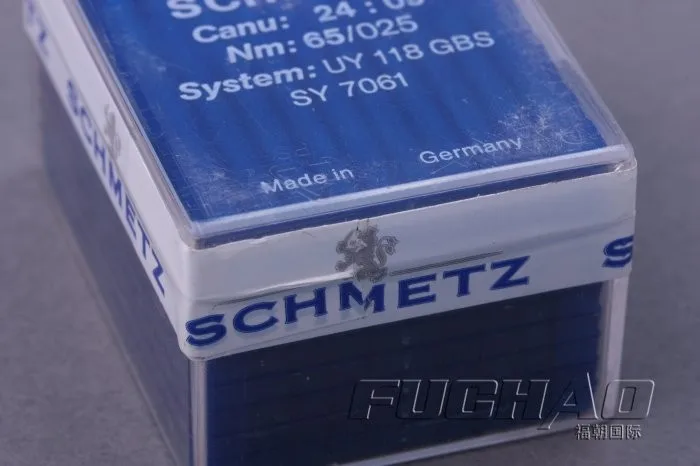 Canu: 24:05
Nm: 65/025
System: UY 118 GBS
SY 7061
Made in Germany
SCHMETZ
SCHMETZ
SCHM
FUCHAO
福朝国际